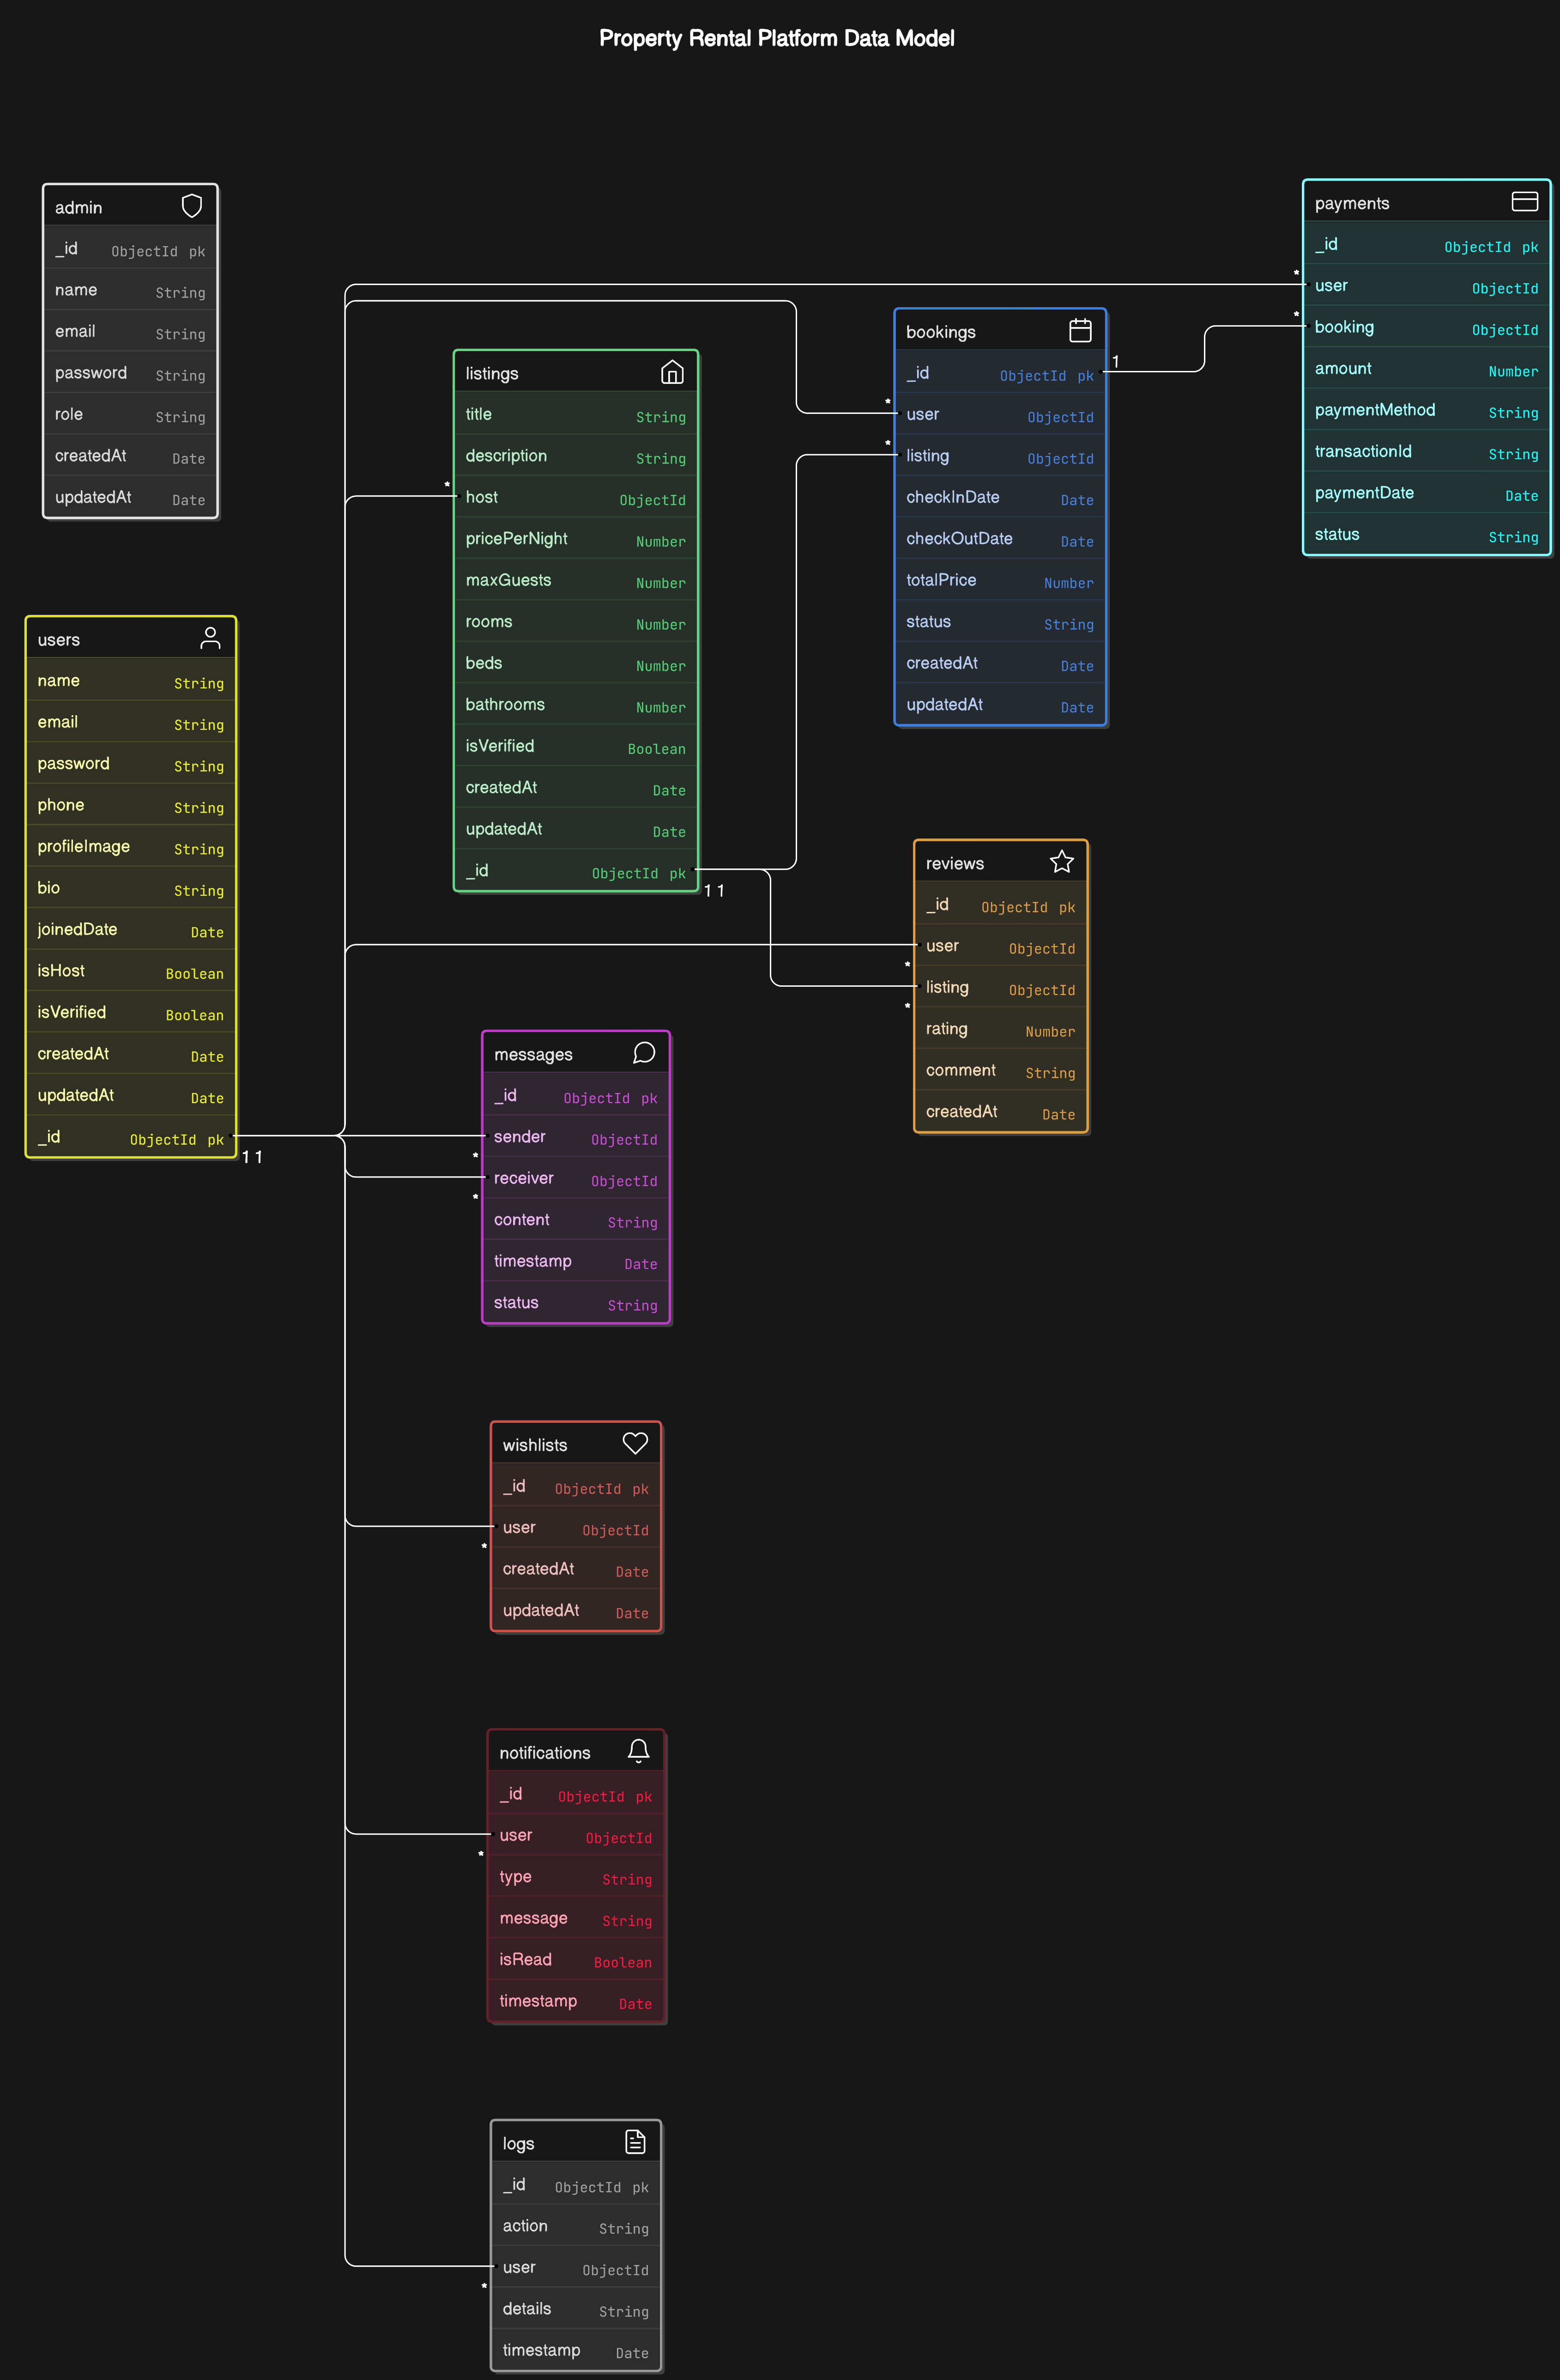 Property Rental Platform Data Model
admin
_id ObjectId pk
name String
email String
password String
role String
createdAt Date
updatedAt Date
users
name String
email String
password String
phone String
profileImage String
bio String
joinedDate Date
isHost Boolean
isVerified Boolean
createdAt Date
updatedAt Date
_id ObjectId pk
1 1
listings
title String
description String
* host ObjectId
pricePerNight Number
maxGuests Number
rooms Number
beds Number
bathrooms Number
isVerified Boolean
createdAt Date
updatedAt Date
_id ObjectId pk
1 1
messages
_id ObjectId pk
sender ObjectId
*
receiver ObjectId
*
content String
timestamp Date
status String
wishlists
_id ObjectId pk
user ObjectId
*
createdAt Date
updatedAt Date
notifications
_id ObjectId pk
user ObjectId
*
type String
message String
isRead Boolean
timestamp Date
logs
_id ObjectId pk
action String
user ObjectId
*
details String
timestamp Date
bookings
_id ObjectId pk 1
* user ObjectId
* listing ObjectId
checkInDate Date
checkOutDate Date
totalPrice Number
status String
createdAt Date
updatedAt Date
reviews
_id ObjectId pk
user ObjectId
*
listing ObjectId
*
rating Number
comment String
createdAt Date
payments
_id ObjectId pk
* user ObjectId
* booking ObjectId
amount Number
paymentMethod String
transactionId String
paymentDate Date
status String